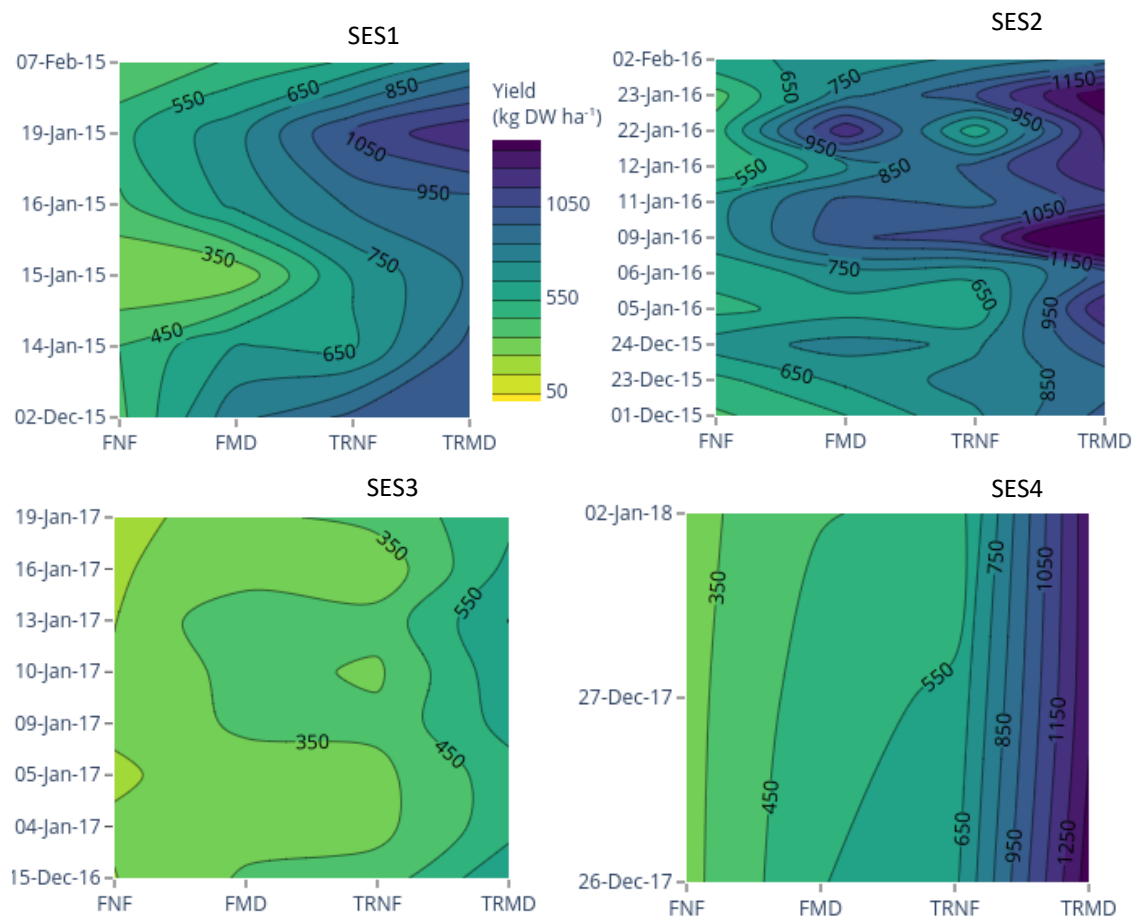 SES1
07-Feb-15
19-Jan-15
16-Jan-15
15-Jan-15
14-Jan-15
02-Dec-15
FNF FMD TRNF TRMD
550
650
850
1050
950
350
750
450
650
Yield
(kg DW ha⁻¹)
1050
550
50
SES2
02-Feb-16
23-Jan-16
22-Jan-16
12-Jan-16
11-Jan-16
09-Jan-16
06-Jan-16
05-Jan-16
24-Dec-15
23-Dec-15
01-Dec-15
FNF FMD TRNF TRMD
650
750
1150
950
950
550
850
1050
1150
750
650
950
650
850
SES3
19-Jan-17
16-Jan-17
13-Jan-17
10-Jan-17
09-Jan-17
05-Jan-17
04-Jan-17
15-Dec-16
FNF FMD TRNF TRMD
350
550
350
450
SES4
02-Jan-18
27-Dec-17
26-Dec-17
FNF FMD TRNF TRMD
350
750
1050
550
850
1150
450
650
950
1250